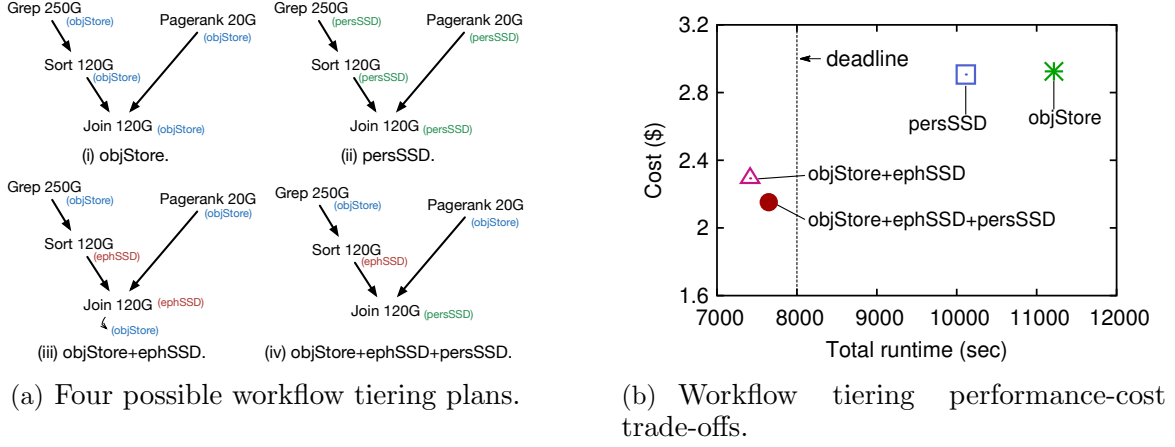 Grep 250G
(objStore)
Pagerank 20G
(objStore)
Sort 120G
(objStore)
Join 120G (objStore)
(i) objStore.
Grep 250G
(persSSD)
Pagerank 20G
(persSSD)
Sort 120G
(persSSD)
Join 120G (persSSD)
(ii) persSSD.
Grep 250G
(objStore)
Pagerank 20G
(objStore)
Sort 120G
(ephSSD)
Join 120G (ephSSD)
(objStore)
(iii) objStore+ephSSD.
Grep 250G
(objStore)
Pagerank 20G
(objStore)
Sort 120G
(ephSSD)
Join 120G (persSSD)
(iv) objStore+ephSSD+persSSD.
(a) Four possible workflow tiering plans.
Cost ($)
3.2
2.8
2.4
2
1.6
deadline
persSSD
objStore
objStore+ephSSD
objStore+ephSSD+persSSD
7000 8000 9000 10000 11000 12000
Total runtime (sec)
(b) Workflow tiering performance-cost
trade-offs.